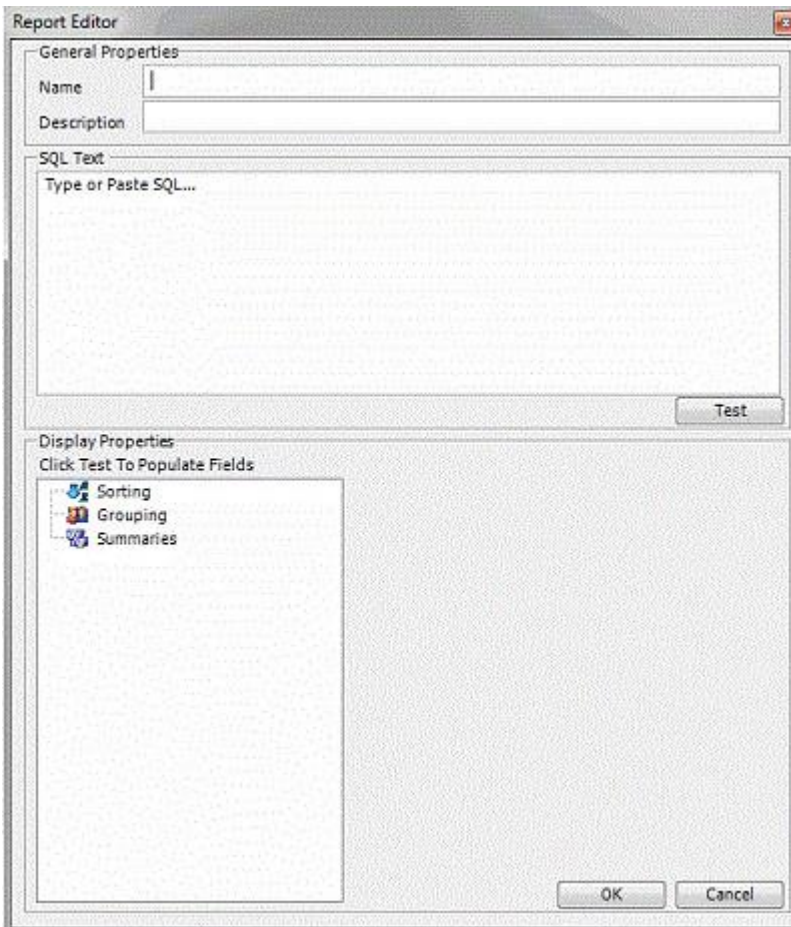 Report Editor
General Properties
Name
Description
SQL Text
Type or Paste SQL...
Test
Display Properties
Click Test To Populate Fields
Sorting
Grouping
Summaries
OK
Cancel